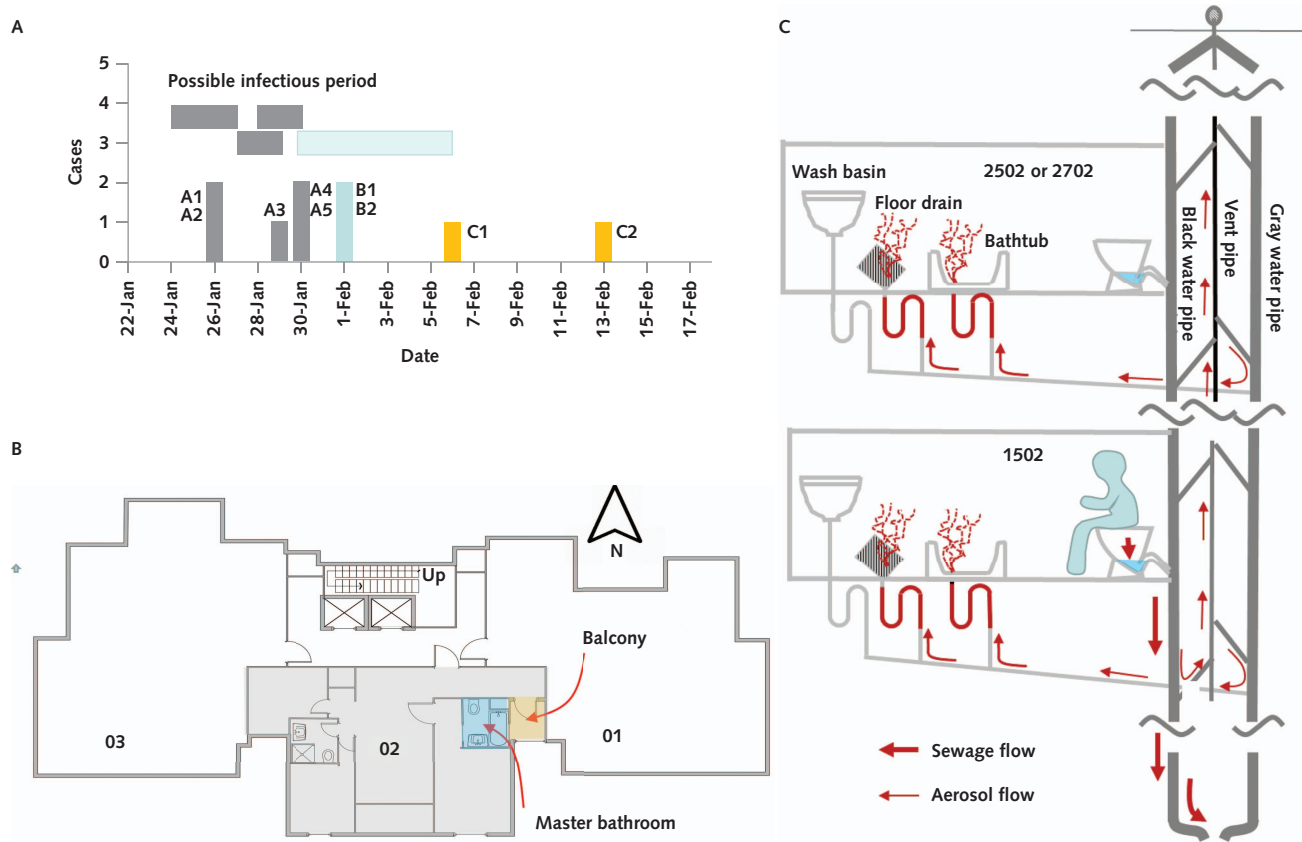 A
5
4
3
2
1
0
Cases
Possible infectious period
A1
A2
A3
A4
A5
B1
B2
C1
C2
22-Jan
24-Jan
26-Jan
28-Jan
30-Jan
1-Feb
3-Feb
5-Feb
7-Feb
9-Feb
11-Feb
13-Feb
15-Feb
17-Feb
Date
B
N
Up
Balcony
03
02
01
Master bathroom
C
Wash basin
2502 or 2702
Floor drain
Bathtub
Black water pipe
Vent pipe
Gray water pipe
1502
Sewage flow
Aerosol flow